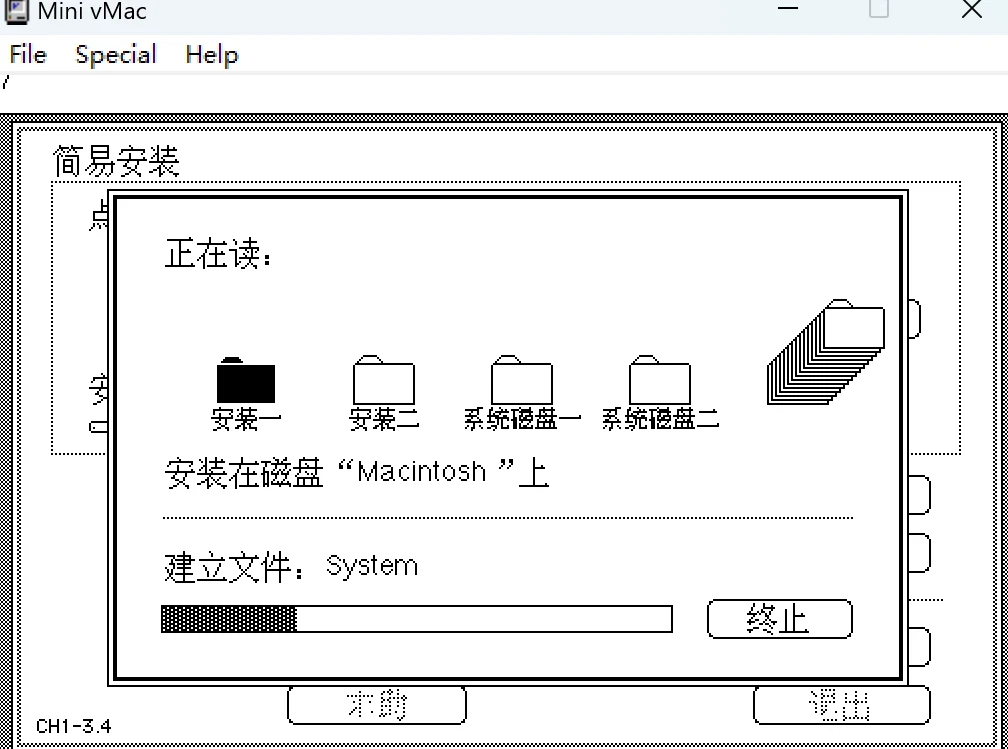 Mini vMac
File Special Help
简易安装
点
正在读：
安装一 安装二 系统磁盘一 系统磁盘二
安装在磁盘“Macintosh ”上
建立文件：System
终止
求助 退出
CH1-3.4